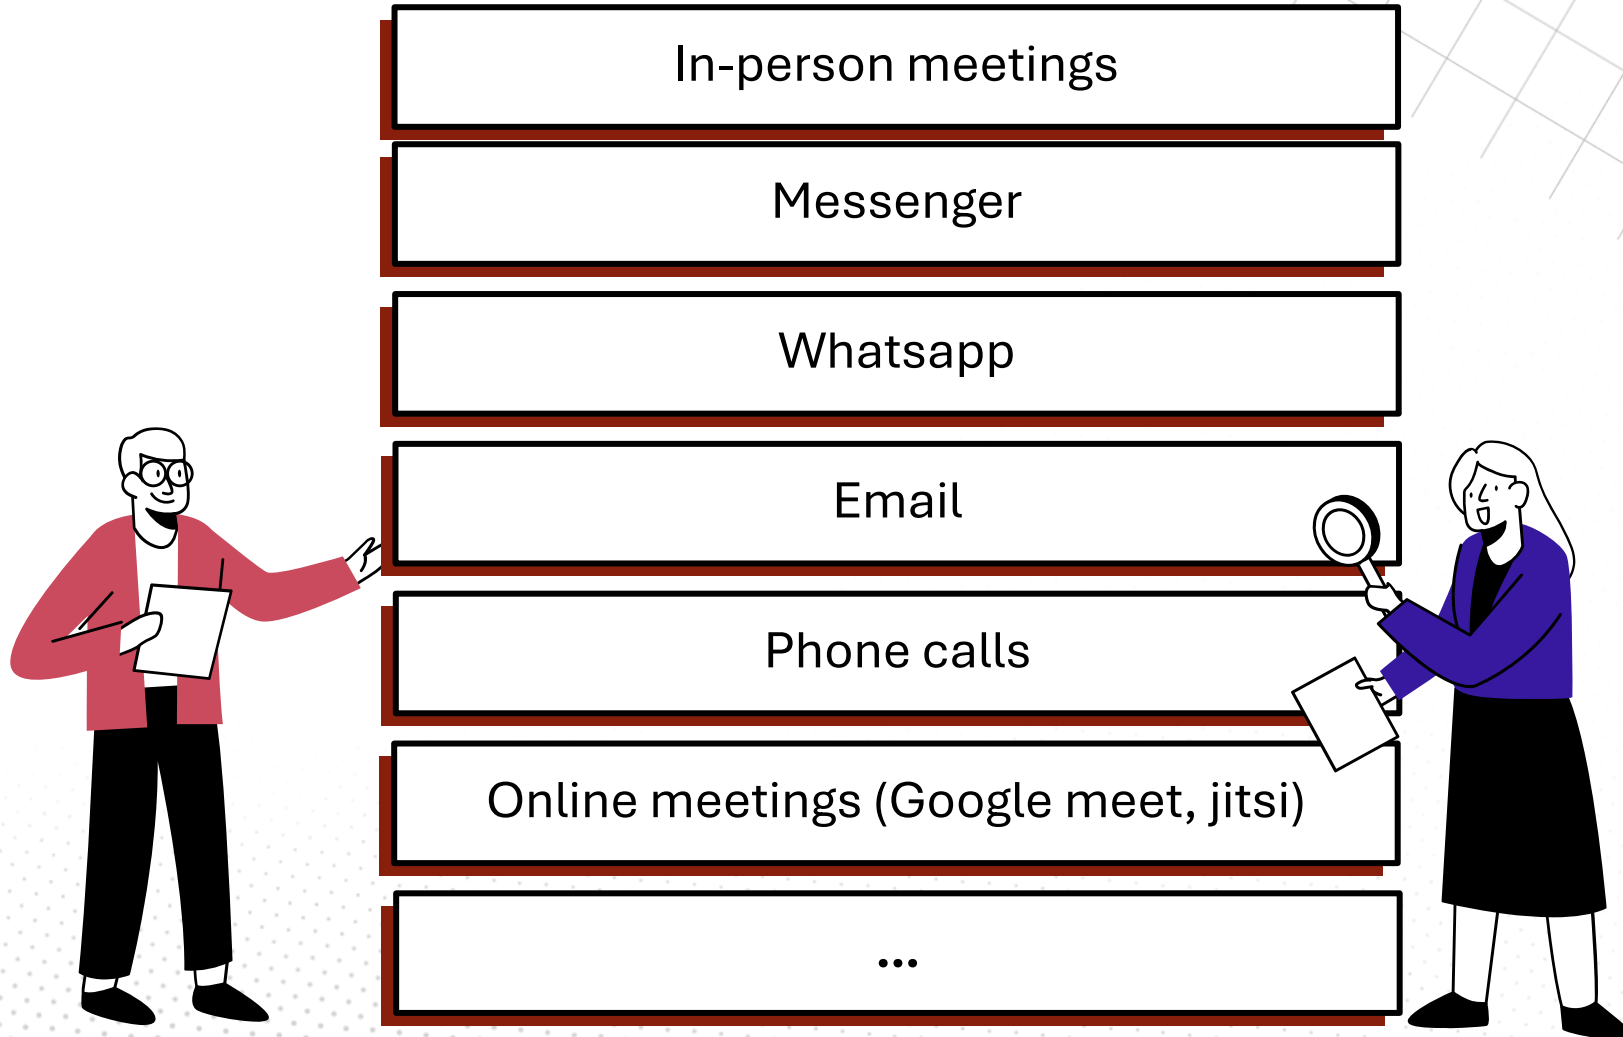 In-person meetings
Messenger
Whatsapp
Email
Phone calls
Online meetings (Google meet, jitsi)
...